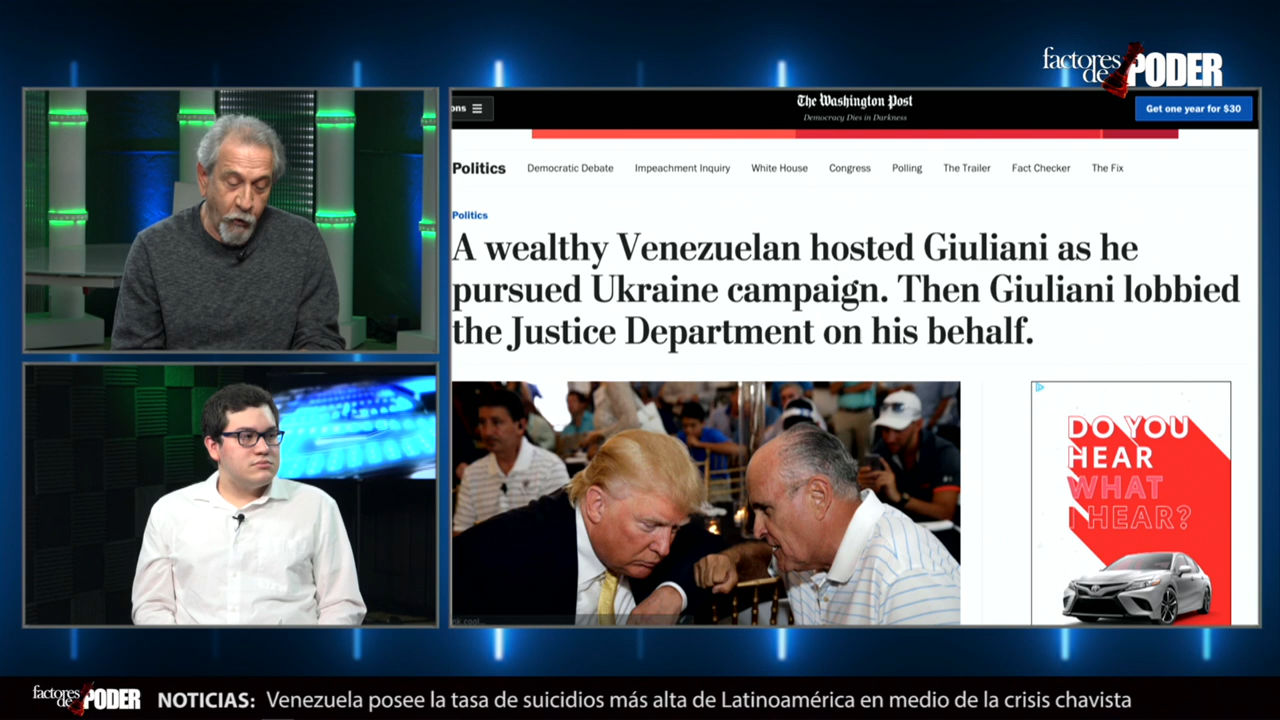 factores de PODER
ons
The Washington Post
Democracy Dies in Darkness
Get one year for $30
Politics
Democratic Debate
Impeachment Inquiry
White House
Congress
Polling
The Trailer
Fact Checker
The Fix
Politics
A wealthy Venezuelan hosted Giuliani as he
pursued Ukraine campaign. Then Giuliani lobbied
the Justice Department on his behalf.
DO YOU
HEAR
WHAT
I HEAR?
factores de PODER
NOTICIAS: Venezuela posee la tasa de suicidios más alta de Latinoamérica en medio de la crisis chavista